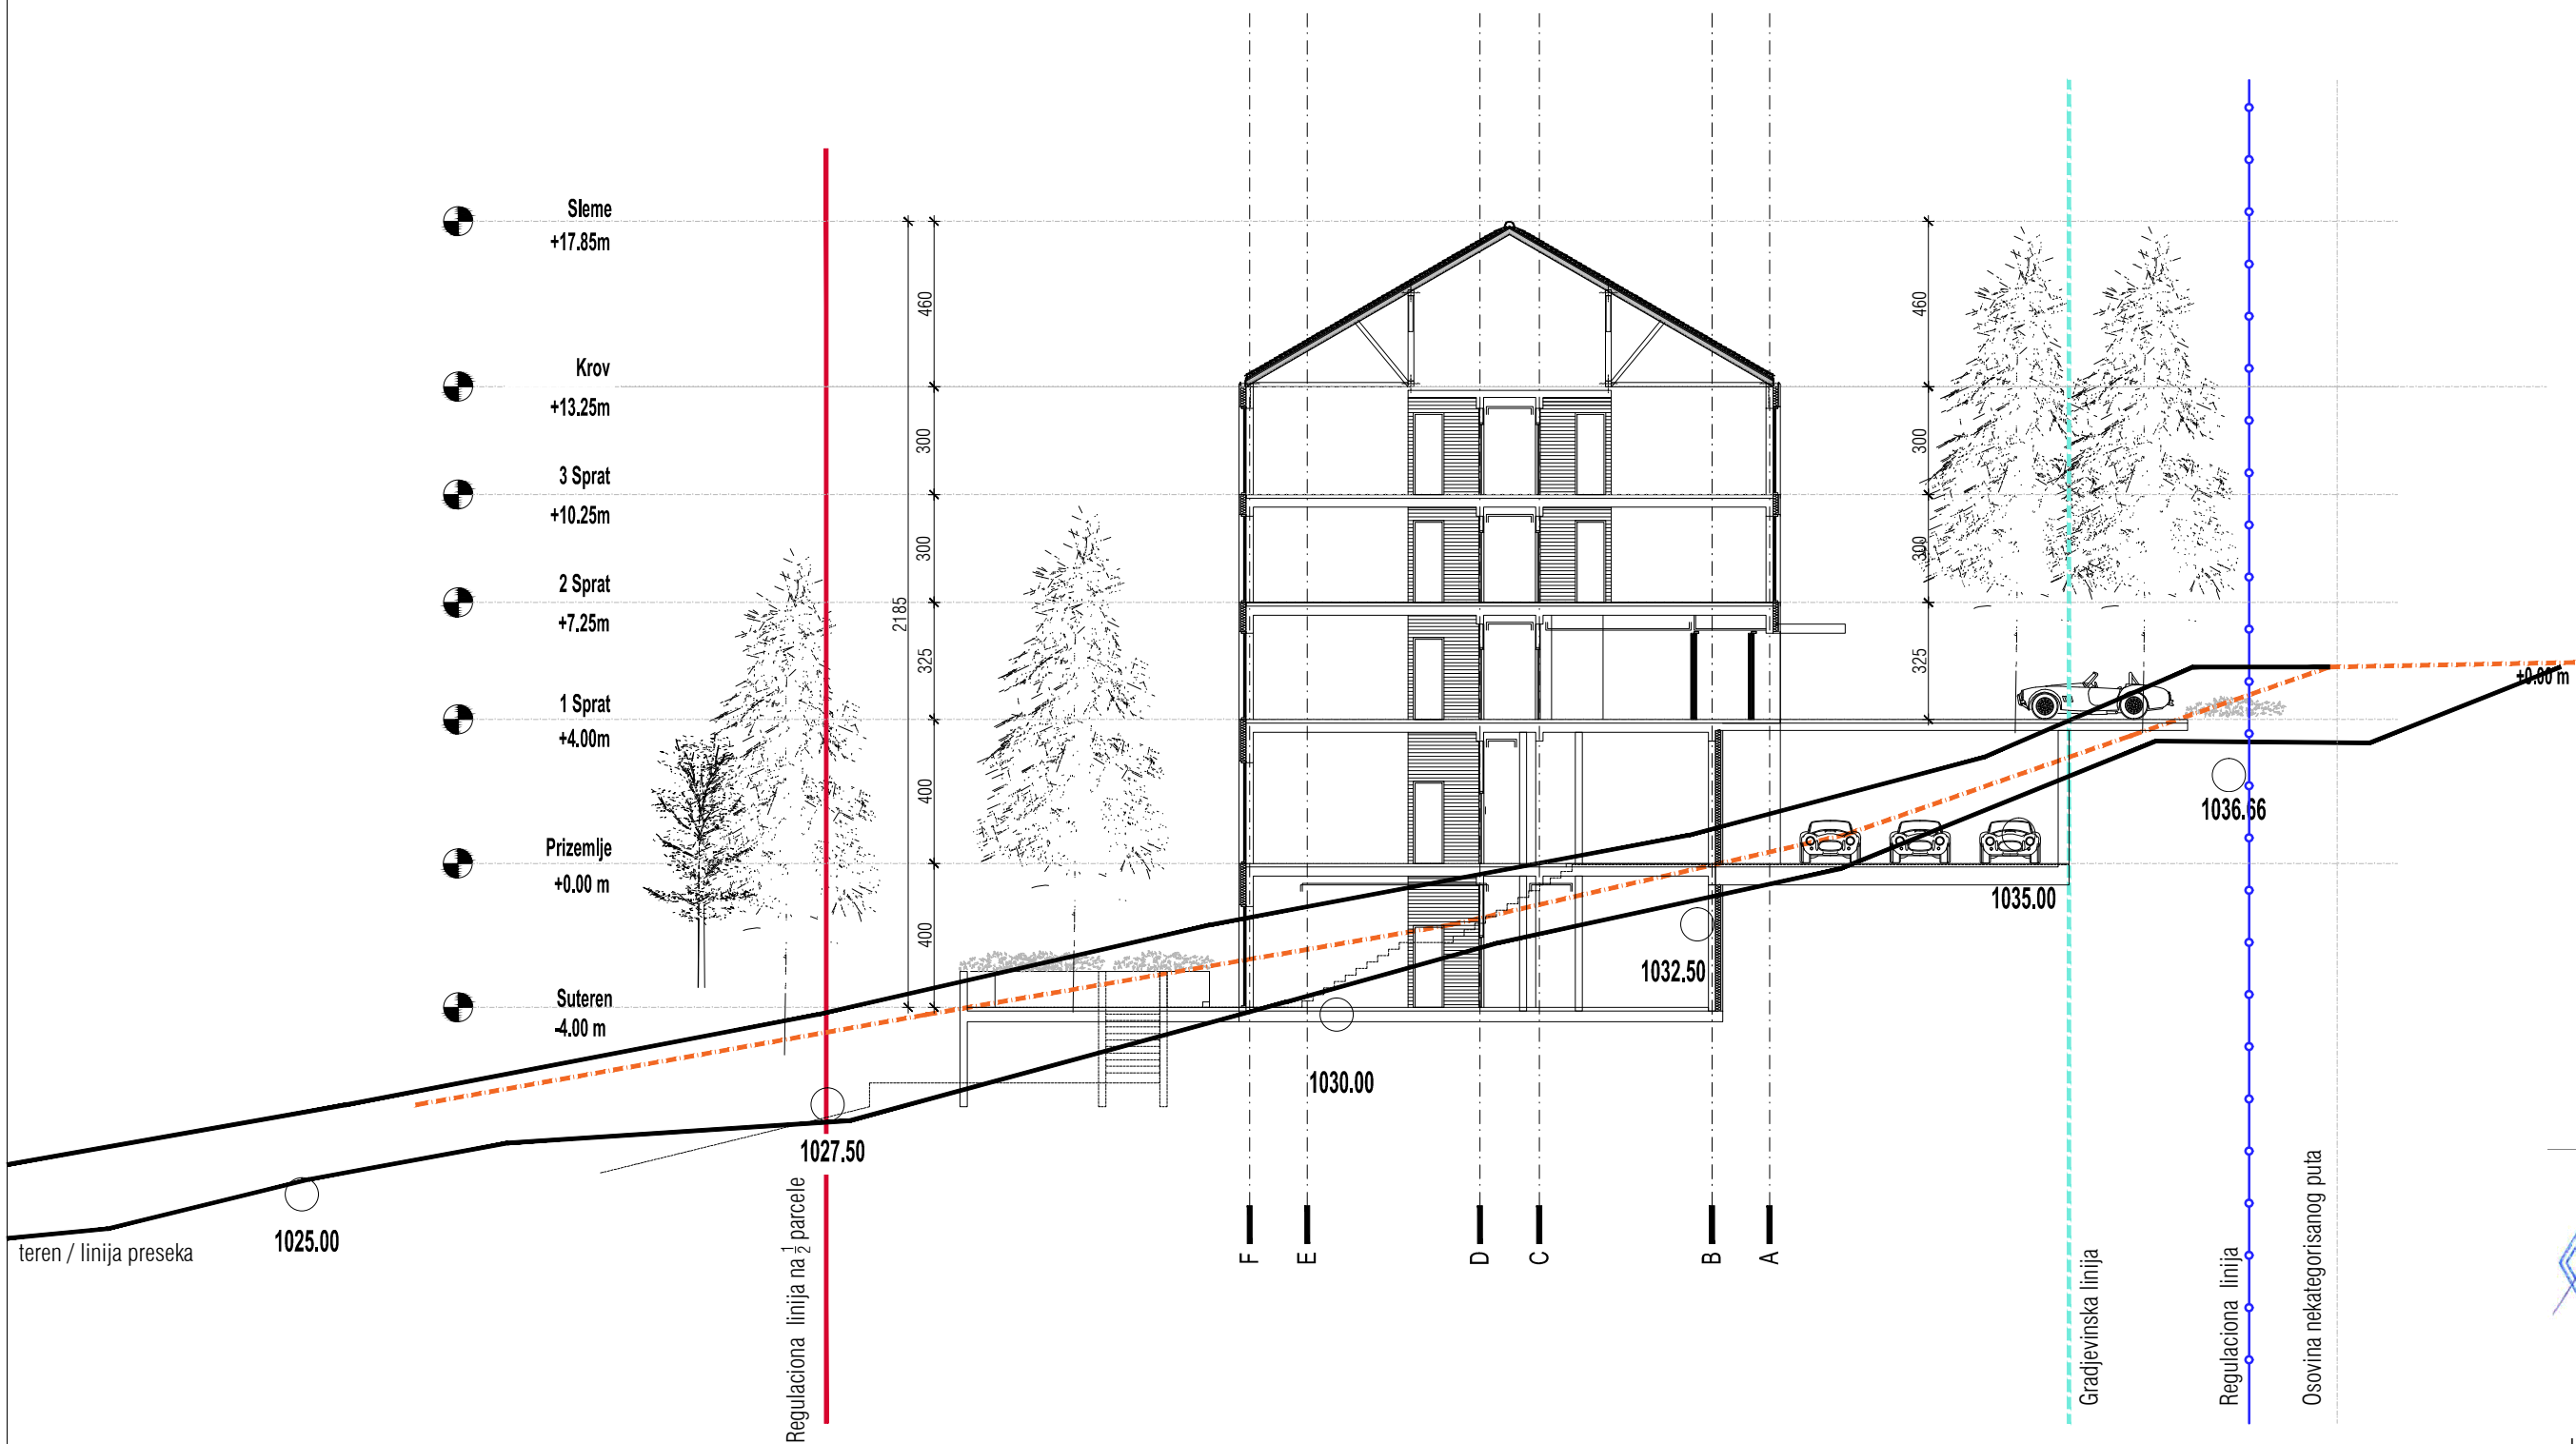 Sleme
+17.85m
Krov
+13.25m
3 Sprat
+10.25m
2 Sprat
+7.25m
1 Sprat
+4.00m
Prizemlje
+0.00 m
Suteren
-4.00 m
2185
460
300
300
325
400
400
460
300
300
325
+0.00 m
1036.66
1035.00
1032.50
1030.00
1027.50
1025.00
teren / linija preseka
Regulaciona linija na 1/2 parcele
F
E
D
C
B
A
Gradjevinska linija
Regulaciona linija
Osovina nekategorisanog puta